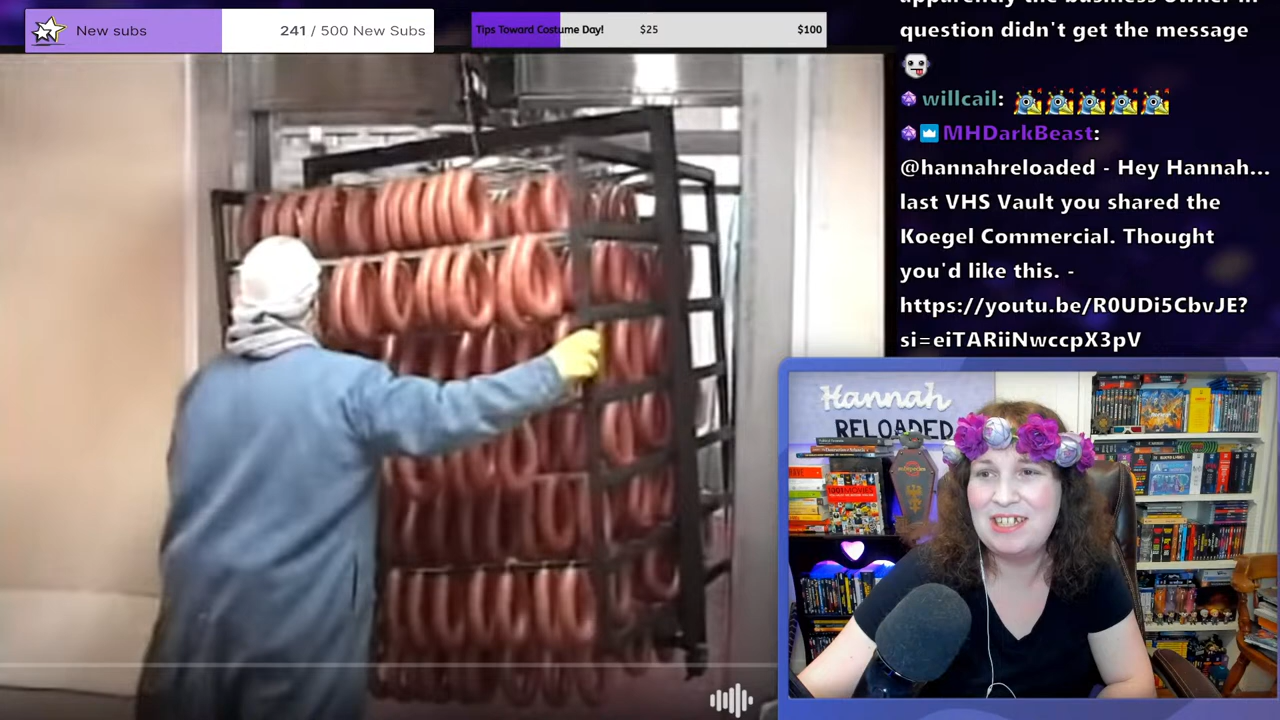 New subs
241 / 500 New Subs
Tips Toward Costume Day!
$25
$100
question didn't get the message
willcail:
MHDarkBeast:
@hannahreloaded - Hey Hannah...
last VHS Vault you shared the
Koegel Commercial. Thought
you'd like this. -
https://youtu.be/R0UDi5CbvJE?
si=eiTARiiNwccpX3pV
Hannah
RELOADED